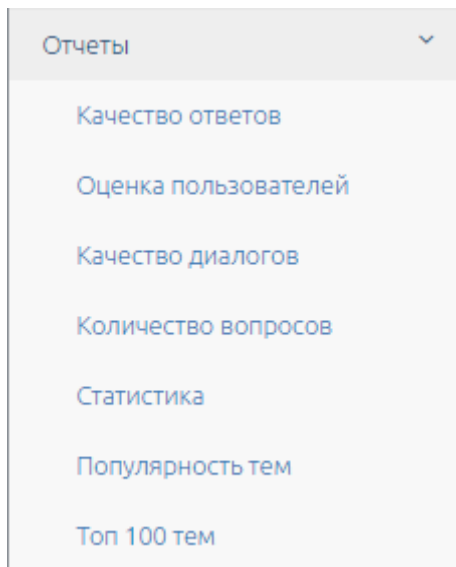 Отчеты
Качество ответов
Оценка пользователей
Качество диалогов
Количество вопросов
Статистика
Популярность тем
Топ 100 тем